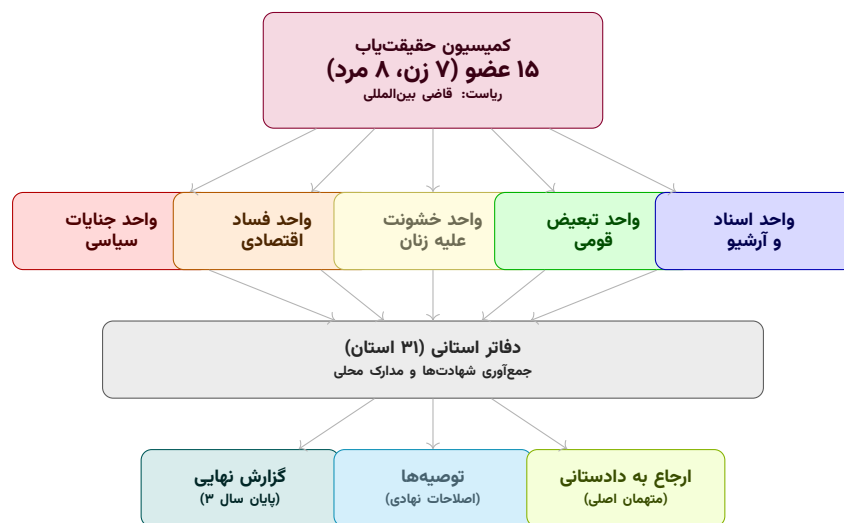 کمیسیون حقیقت‌یاب
۱۵ عضو (۷ زن، ۸ مرد)
ریاست: قاضی بین‌المللی
واحد اسناد
و آرشیو
واحد تبعیض
قومی
واحد خشونت
علیه زنان
واحد فساد
اقتصادی
واحد جنایات
سیاسی
دفاتر استانی (۳۱ استان)
جمع‌آوری شهادت‌ها و مدارک محلی
ارجاع به دادستانی
(متهمان اصلی)
توصیه‌ها
(اصلاحات نهادی)
گزارش نهایی
(پایان سال ۳)